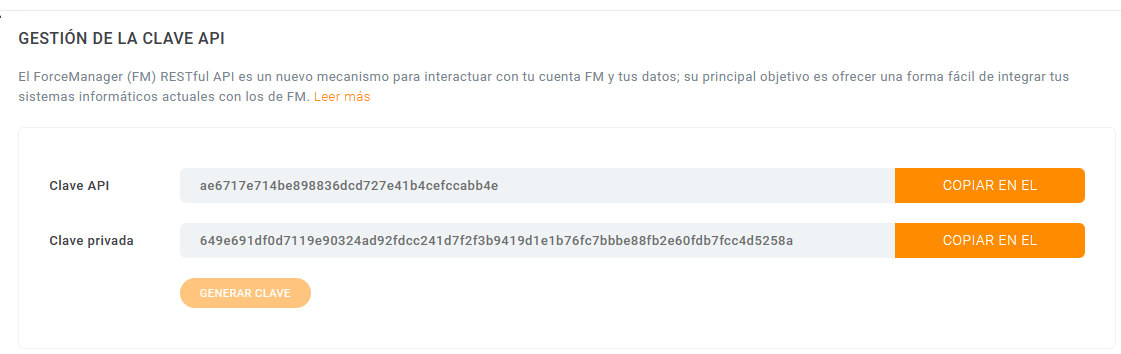 GESTIÓN DE LA CLAVE API
El ForceManager (FM) RESTful API es un nuevo mecanismo para interactuar con tu cuenta FM y tus datos; su principal objetivo es ofrecer una forma fácil de integrar tus
sistemas informáticos actuales con los de FM. Leer más
Clave API ae6717e714be898836dcd727e41b4cefccabb4e COPIAR EN EL
Clave privada 649e691df0d7119e90324ad92fdcc241d7f2f3b9419d1e1b76fc7bbbe88fb2e60fdb7fcc4d5258a COPIAR EN EL
GENERAR CLAVE